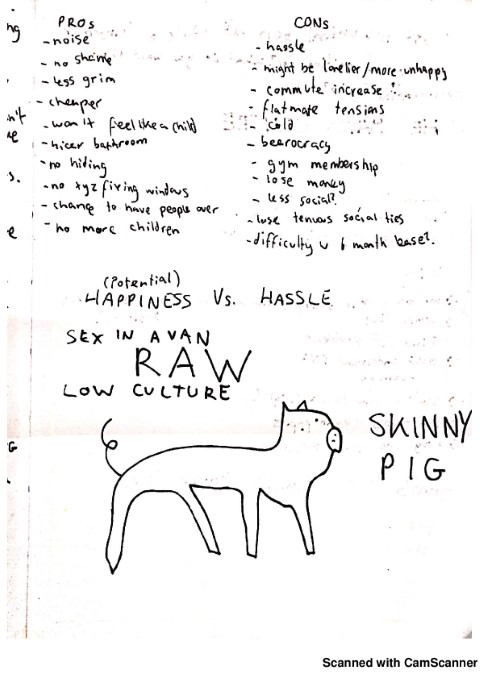 ng
n't
s.
e
G
PROs
- noise
- no shame
- less grim
- cheaper
- won't feel like a child
- nicer bathroom
- no hiding
- no xyz fixing windows
- chance to have people over
- no more children
CONs
- hassle
- might be lonelier/more unhappy
- commute increase!
- flatmate tensions
- cold
- bearocracy
- gym membership
- lose money
- less social?
- lose tenuous social ties
- difficulty w 6 month base?
(Potential)
HAPPINESS Vs. HASSLE
SEX IN A VAN
RAW
LOW CULTURE
SKINNY
PIG
Scanned with CamScanner